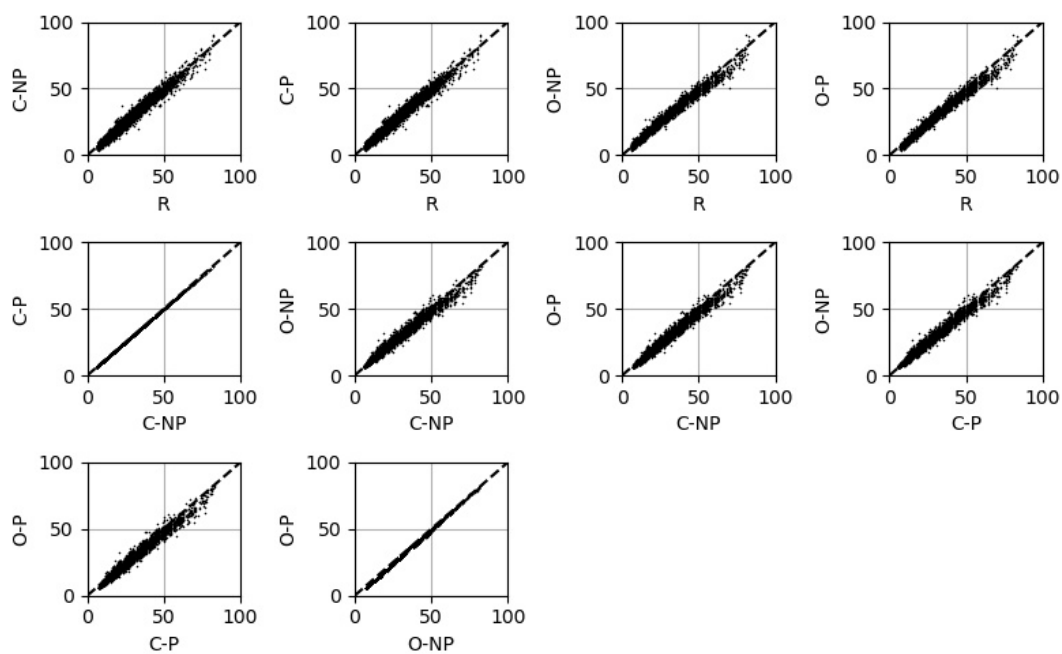 100 100 100 100
C-NP C-P O-NP O-P
50 50 50 50
0 0 0 0
0 50 100 0 50 100 0 50 100 0 50 100
R R R R
100 100 100 100
C-P O-NP O-P O-NP
50 50 50 50
0 0 0 0
0 50 100 0 50 100 0 50 100 0 50 100
C-NP C-NP C-NP C-P
100 100
O-P O-P
50 50
0 0
0 50 100 0 50 100
C-P O-NP